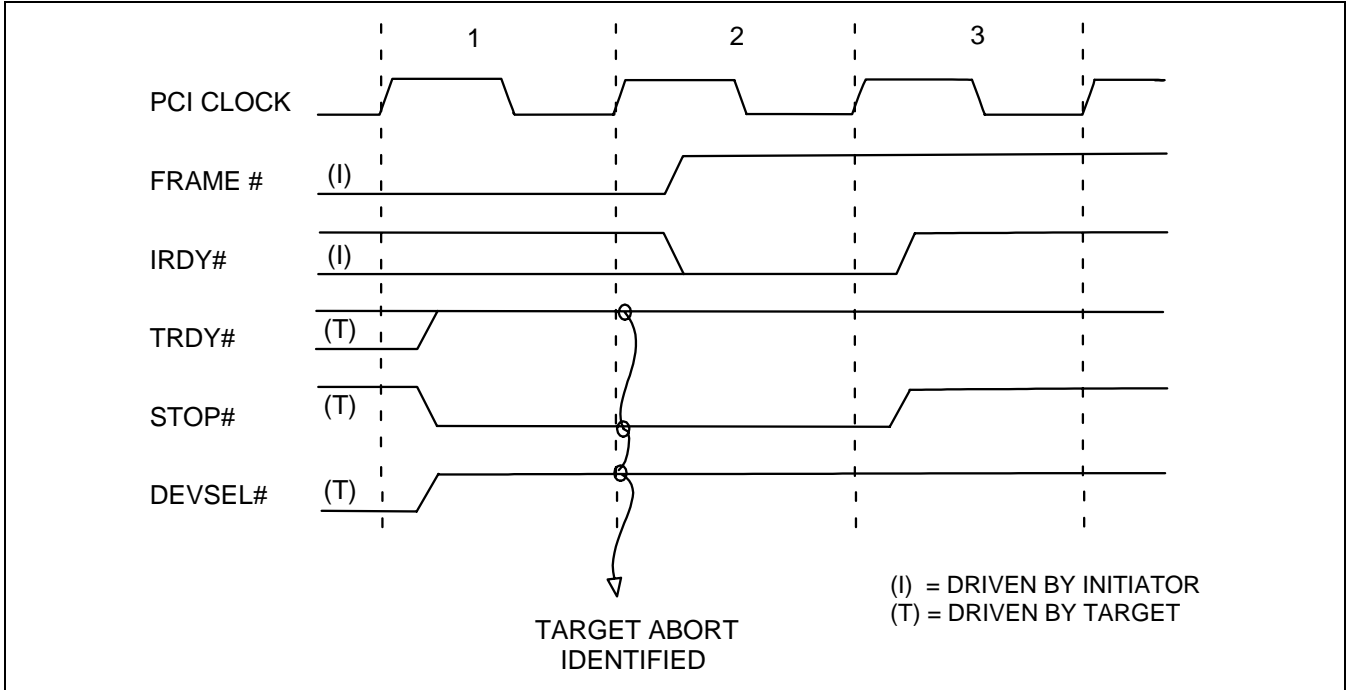 1 2 3
PCI CLOCK
FRAME # (I)
IRDY# (I)
TRDY# (T)
STOP# (T)
DEVSEL# (T)
(I) = DRIVEN BY INITIATOR
(T) = DRIVEN BY TARGET
TARGET ABORT
IDENTIFIED